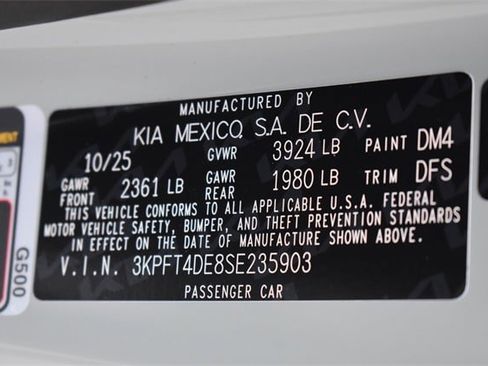 MANUFACTURED BY
KIA MEXICO, S.A. DE C.V.
10/25 GVWR 3924 LB PAINT DM4
GAWR FRONT 2361 LB GAWR REAR 1980 LB TRIM DFS
THIS VEHICLE CONFORMS TO ALL APPLICABLE U.S.A. FEDERAL
MOTOR VEHICLE SAFETY, BUMPER, AND THEFT PREVENTION STANDARDS
IN EFFECT ON THE DATE OF MANUFACTURE SHOWN ABOVE.
V.I.N. 3KPFT4DE8SE235903
PASSENGER CAR
G500